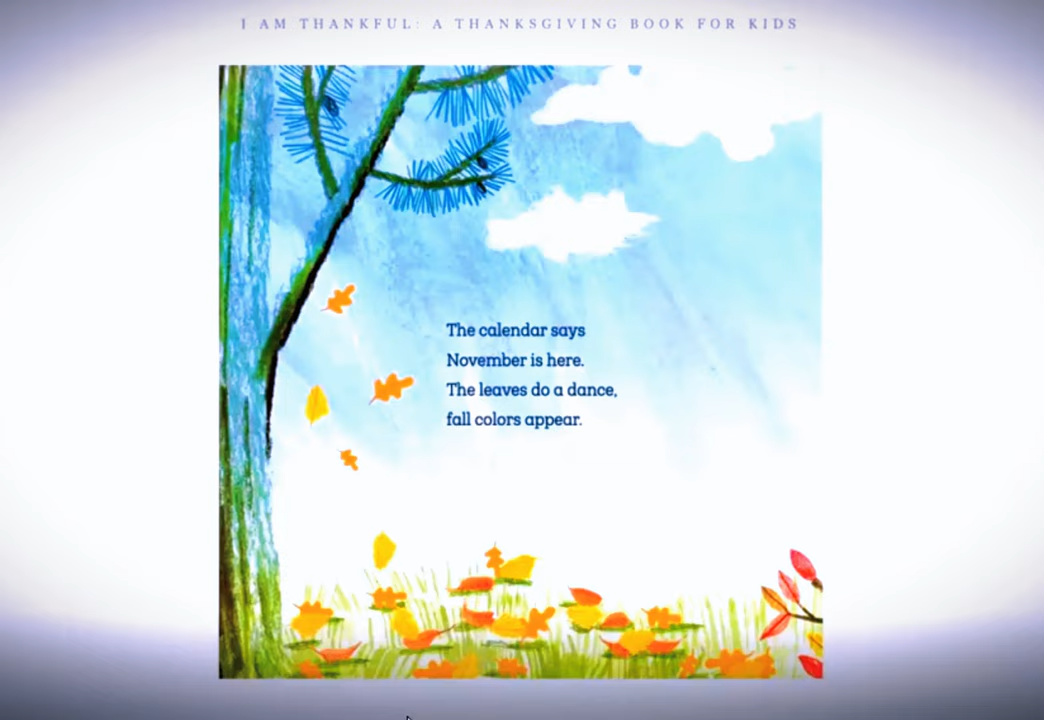 I AM THANKFUL: A THANKSGIVING BOOK FOR KIDS
The calendar says
November is here.
The leaves do a dance,
fall colors appear.